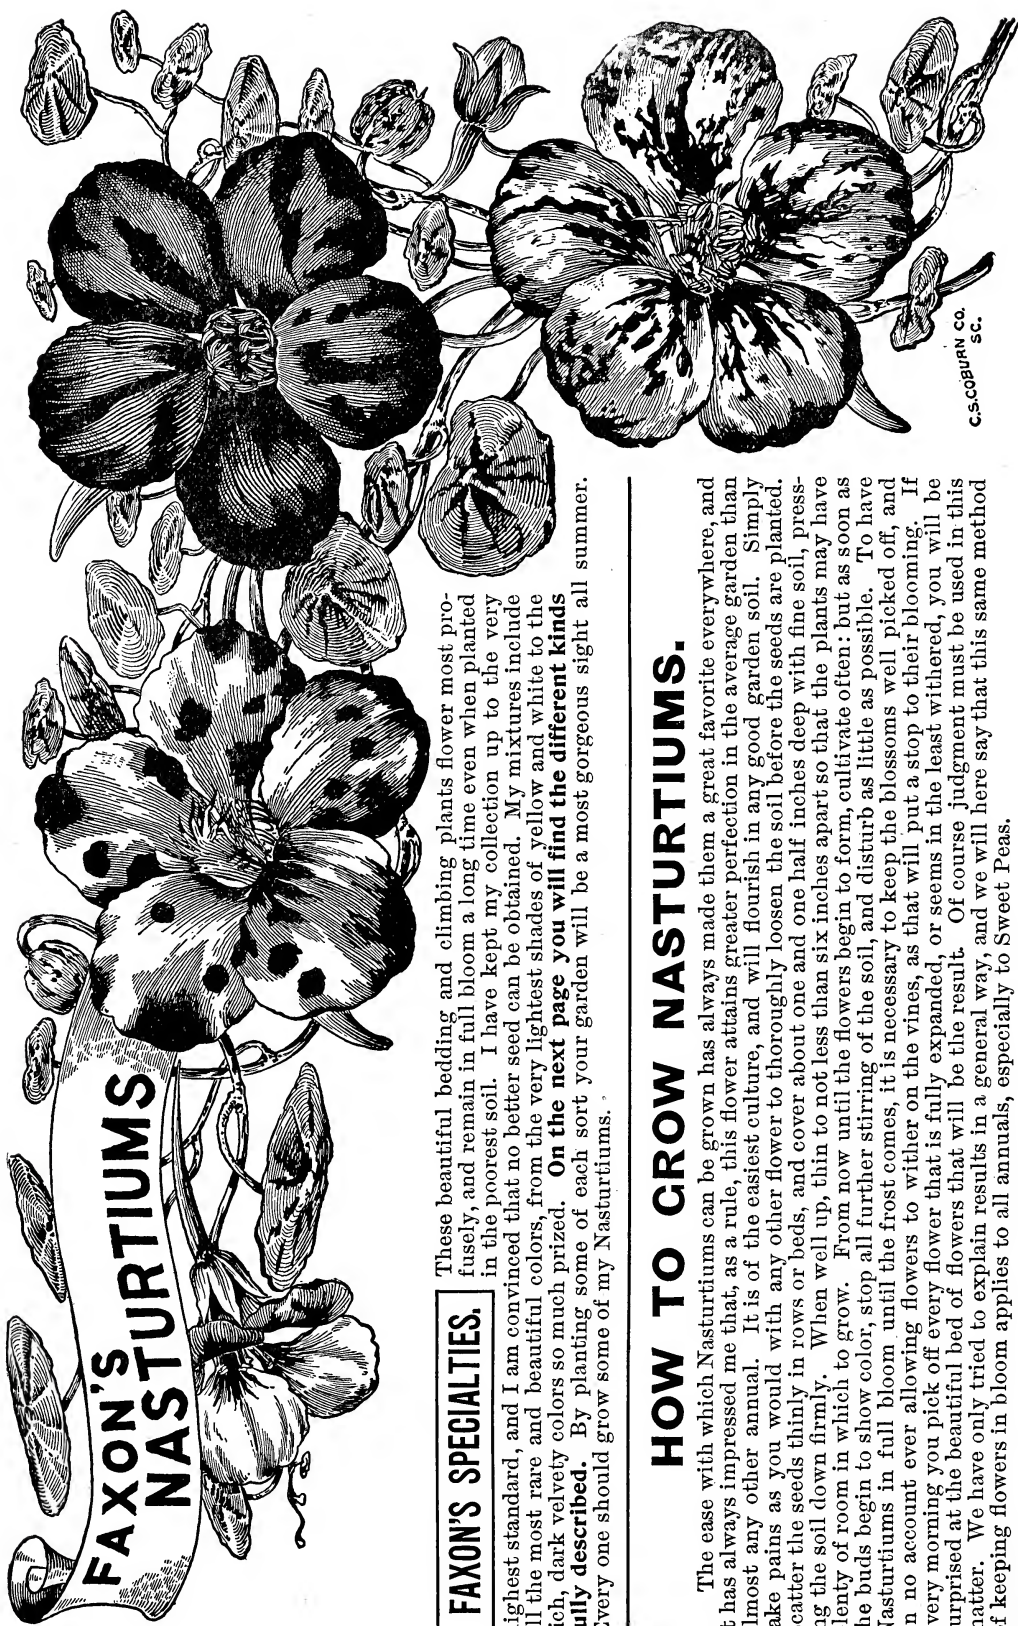 FAXON'S
NASTURTIUMS
C.S.COBURN CO.
SC.
FAXON'S SPECIALTIES.
These beautiful bedding and climbing plants flower most pro-
fusely, and remain in full bloom a long time even when planted
in the poorest soil. I have kept my collection up to the very
ighest standard, and I am convinced that no better seed can be obtained. My mixtures include
ll the most rare and beautiful colors, from the very lightest shades of yellow and white to the
ich, dark velvety colors so much prized. On the next page you will find the different kinds
ully described. By planting some of each sort your garden will be a most gorgeous sight all summer.
Every one should grow some of my Nasturtiums.
HOW TO GROW NASTURTIUMS.
The ease with which Nasturtiums can be grown has always made them a great favorite everywhere, and
t has always impressed me that, as a rule, this flower attains greater perfection in the average garden than
lmost any other annual. It is of the easiest culture, and will flourish in any good garden soil. Simply
ake pains as you would with any other flower to thoroughly loosen the soil before the seeds are planted.
catter the seeds thinly in rows or beds, and cover about one and one half inches deep with fine soil, press-
ng the soil down firmly. When well up, thin to not less than six inches apart so that the plants may have
lenty of room in which to grow. From now until the flowers begin to form, cultivate often: but as soon as
he buds begin to show color, stop all further stirring of the soil, and disturb as little as possible. To have
Nasturtiums in full bloom until the frost comes, it is necessary to keep the blossoms well picked off, and
n no account ever allowing flowers to wither on the vines, as that will put a stop to their blooming. If
very morning you pick off every flower that is fully expanded, or seems in the least withered, you will be
urprised at the beautiful bed of flowers that will be the result. Of course judgment must be used in this
natter. We have only tried to explain results in a general way, and we will here say that this same method
f keeping flowers in bloom applies to all annuals, especially to Sweet Peas.